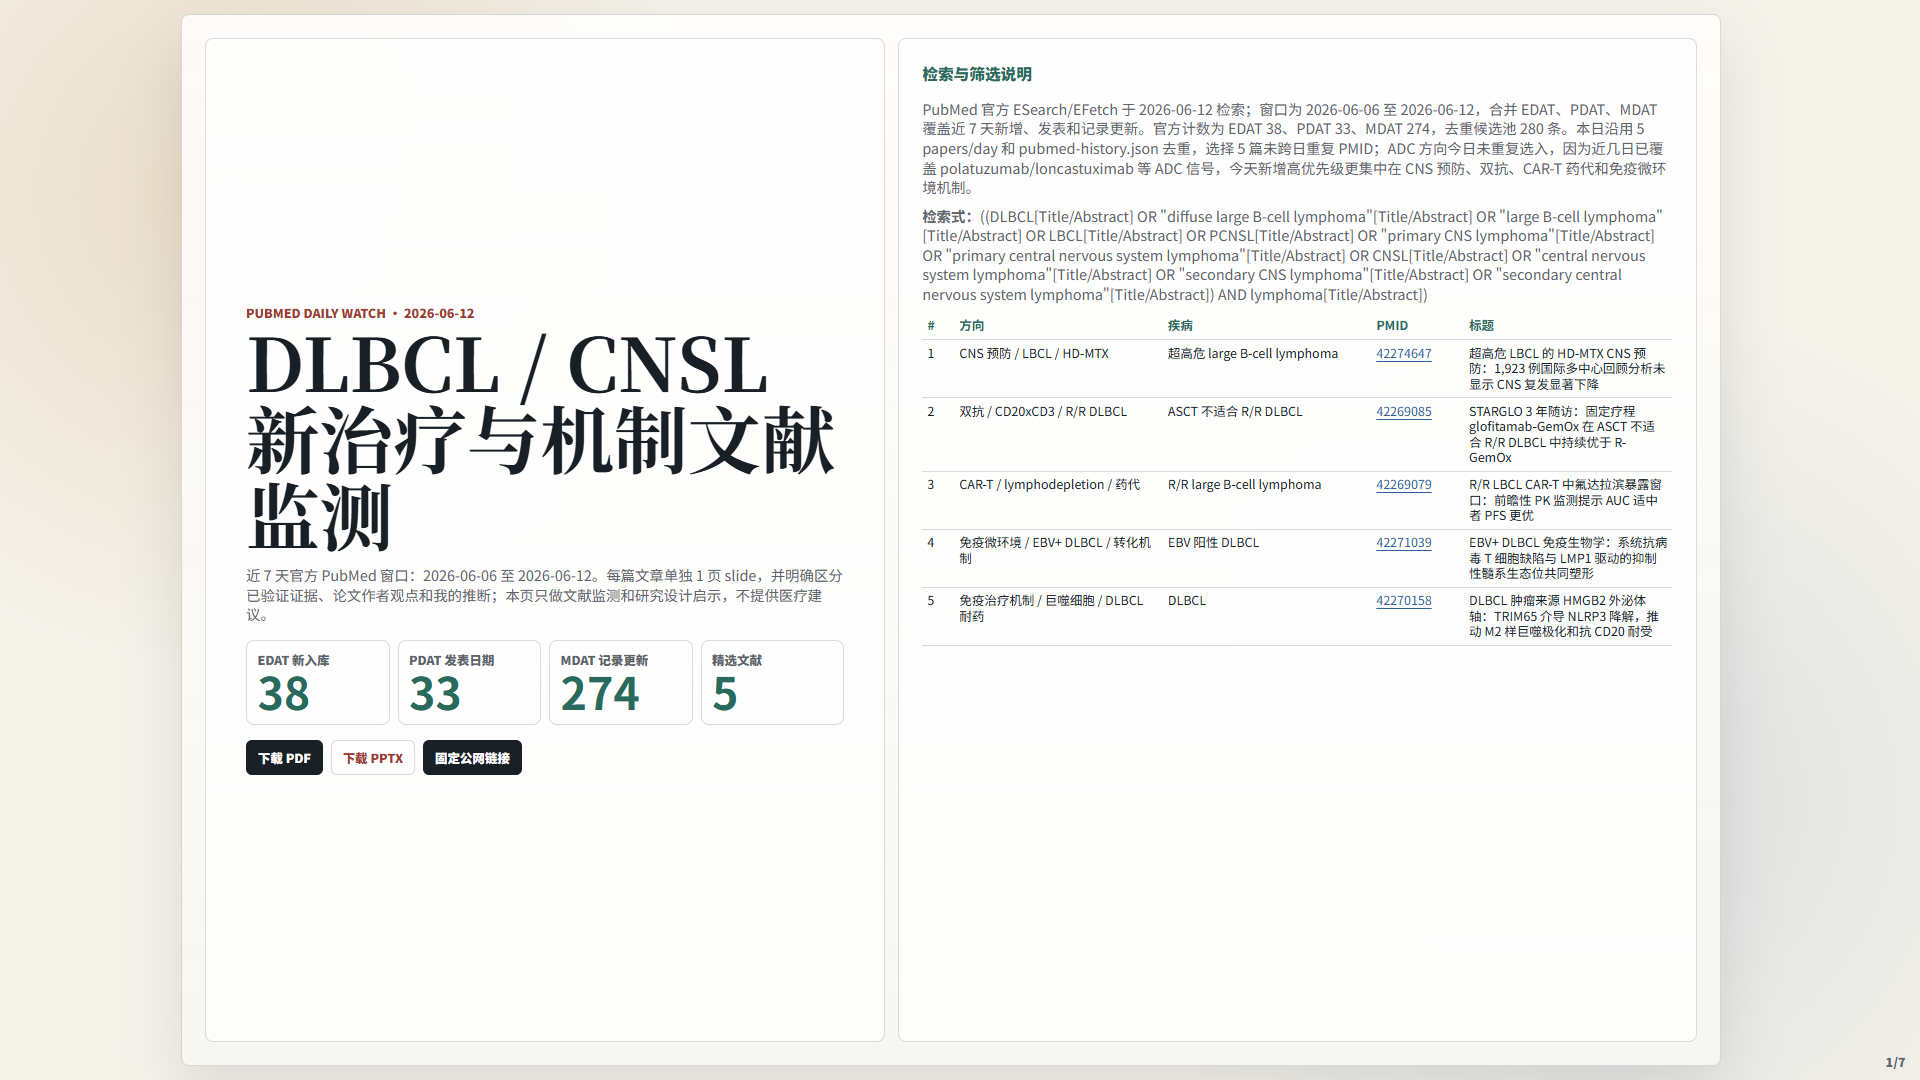 PUBMED DAILY WATCH • 2026-06-12
DLBCL / CNSL
新治疗与机制文献
监测
近 7 天官方 PubMed 窗口：2026-06-06 至 2026-06-12。每篇文章单独 1 页 slide，并明确区分
已验证证据、论文作者观点和我的推断；本页只做文献监测和研究设计启示，不提供医疗建
议。
EDAT 新入库
38
PDAT 发表日期
33
MDAT 记录更新
274
精选文献
5
下载 PDF
下载 PPTX
固定公网链接
检索与筛选说明
PubMed 官方 ESearch/EFetch 于 2026-06-12 检索；窗口为 2026-06-06 至 2026-06-12，合并 EDAT、PDAT、MDAT
覆盖近 7 天新增、发表和记录更新。官方计数为 EDAT 38、PDAT 33、MDAT 274，去重候选池 280 条。本日沿用 5
papers/day 和 pubmed-history.json 去重，选择 5 篇未跨日重复 PMID；ADC 方向今日未重复选入，因为近几日已覆
盖 polatuzumab/loncastuximab 等 ADC 信号，今天新增高优先级更集中在 CNS 预防、双抗、CAR-T 药代和免疫微环
境机制。
检索式：((DLBCL[Title/Abstract] OR "diffuse large B-cell lymphoma"[Title/Abstract] OR "large B-cell lymphoma"
[Title/Abstract] OR LBCL[Title/Abstract] OR PCNSL[Title/Abstract] OR "primary CNS lymphoma"[Title/Abstract]
OR "primary central nervous system lymphoma"[Title/Abstract] OR CNSL[Title/Abstract] OR "central nervous
system lymphoma"[Title/Abstract] OR "secondary CNS lymphoma"[Title/Abstract] OR "secondary central
nervous system lymphoma"[Title/Abstract]) AND lymphoma[Title/Abstract])
# 方向 疾病 PMID 标题
1 CNS 预防 / LBCL / HD-MTX 超高危 large B-cell lymphoma 42274647 超高危 LBCL 的 HD-MTX CNS 预
防：1,923 例国际多中心回顾分析未
显示 CNS 复发显著下降
2 双抗 / CD20xCD3 / R/R DLBCL ASCT 不适合 R/R DLBCL 42269085 STARGLO 3 年随访：固定疗程
glofitamab-GemOx 在 ASCT 不适
合 R/R DLBCL 中持续优于 R-
GemOx
3 CAR-T / lymphodepletion / 药代 R/R large B-cell lymphoma 42269079 R/R LBCL CAR-T 中氟达拉滨暴露窗
口：前瞻性 PK 监测提示 AUC 适中
者 PFS 更优
4 免疫微环境 / EBV+ DLBCL / 转化机 EBV 阳性 DLBCL 42271039 EBV+ DLBCL 免疫生物学：系统抗病
制 毒 T 细胞缺陷与 LMP1 驱动的抑制
性髓系生态位共同塑形
5 免疫治疗机制 / 巨噬细胞 / DLBCL DLBCL 42270158 DLBCL 肿瘤来源 HMGB2 外泌体
耐药 轴：TRIM65 介导 NLRP3 降解，推
动 M2 样巨噬极化和抗 CD20 耐受
1/7